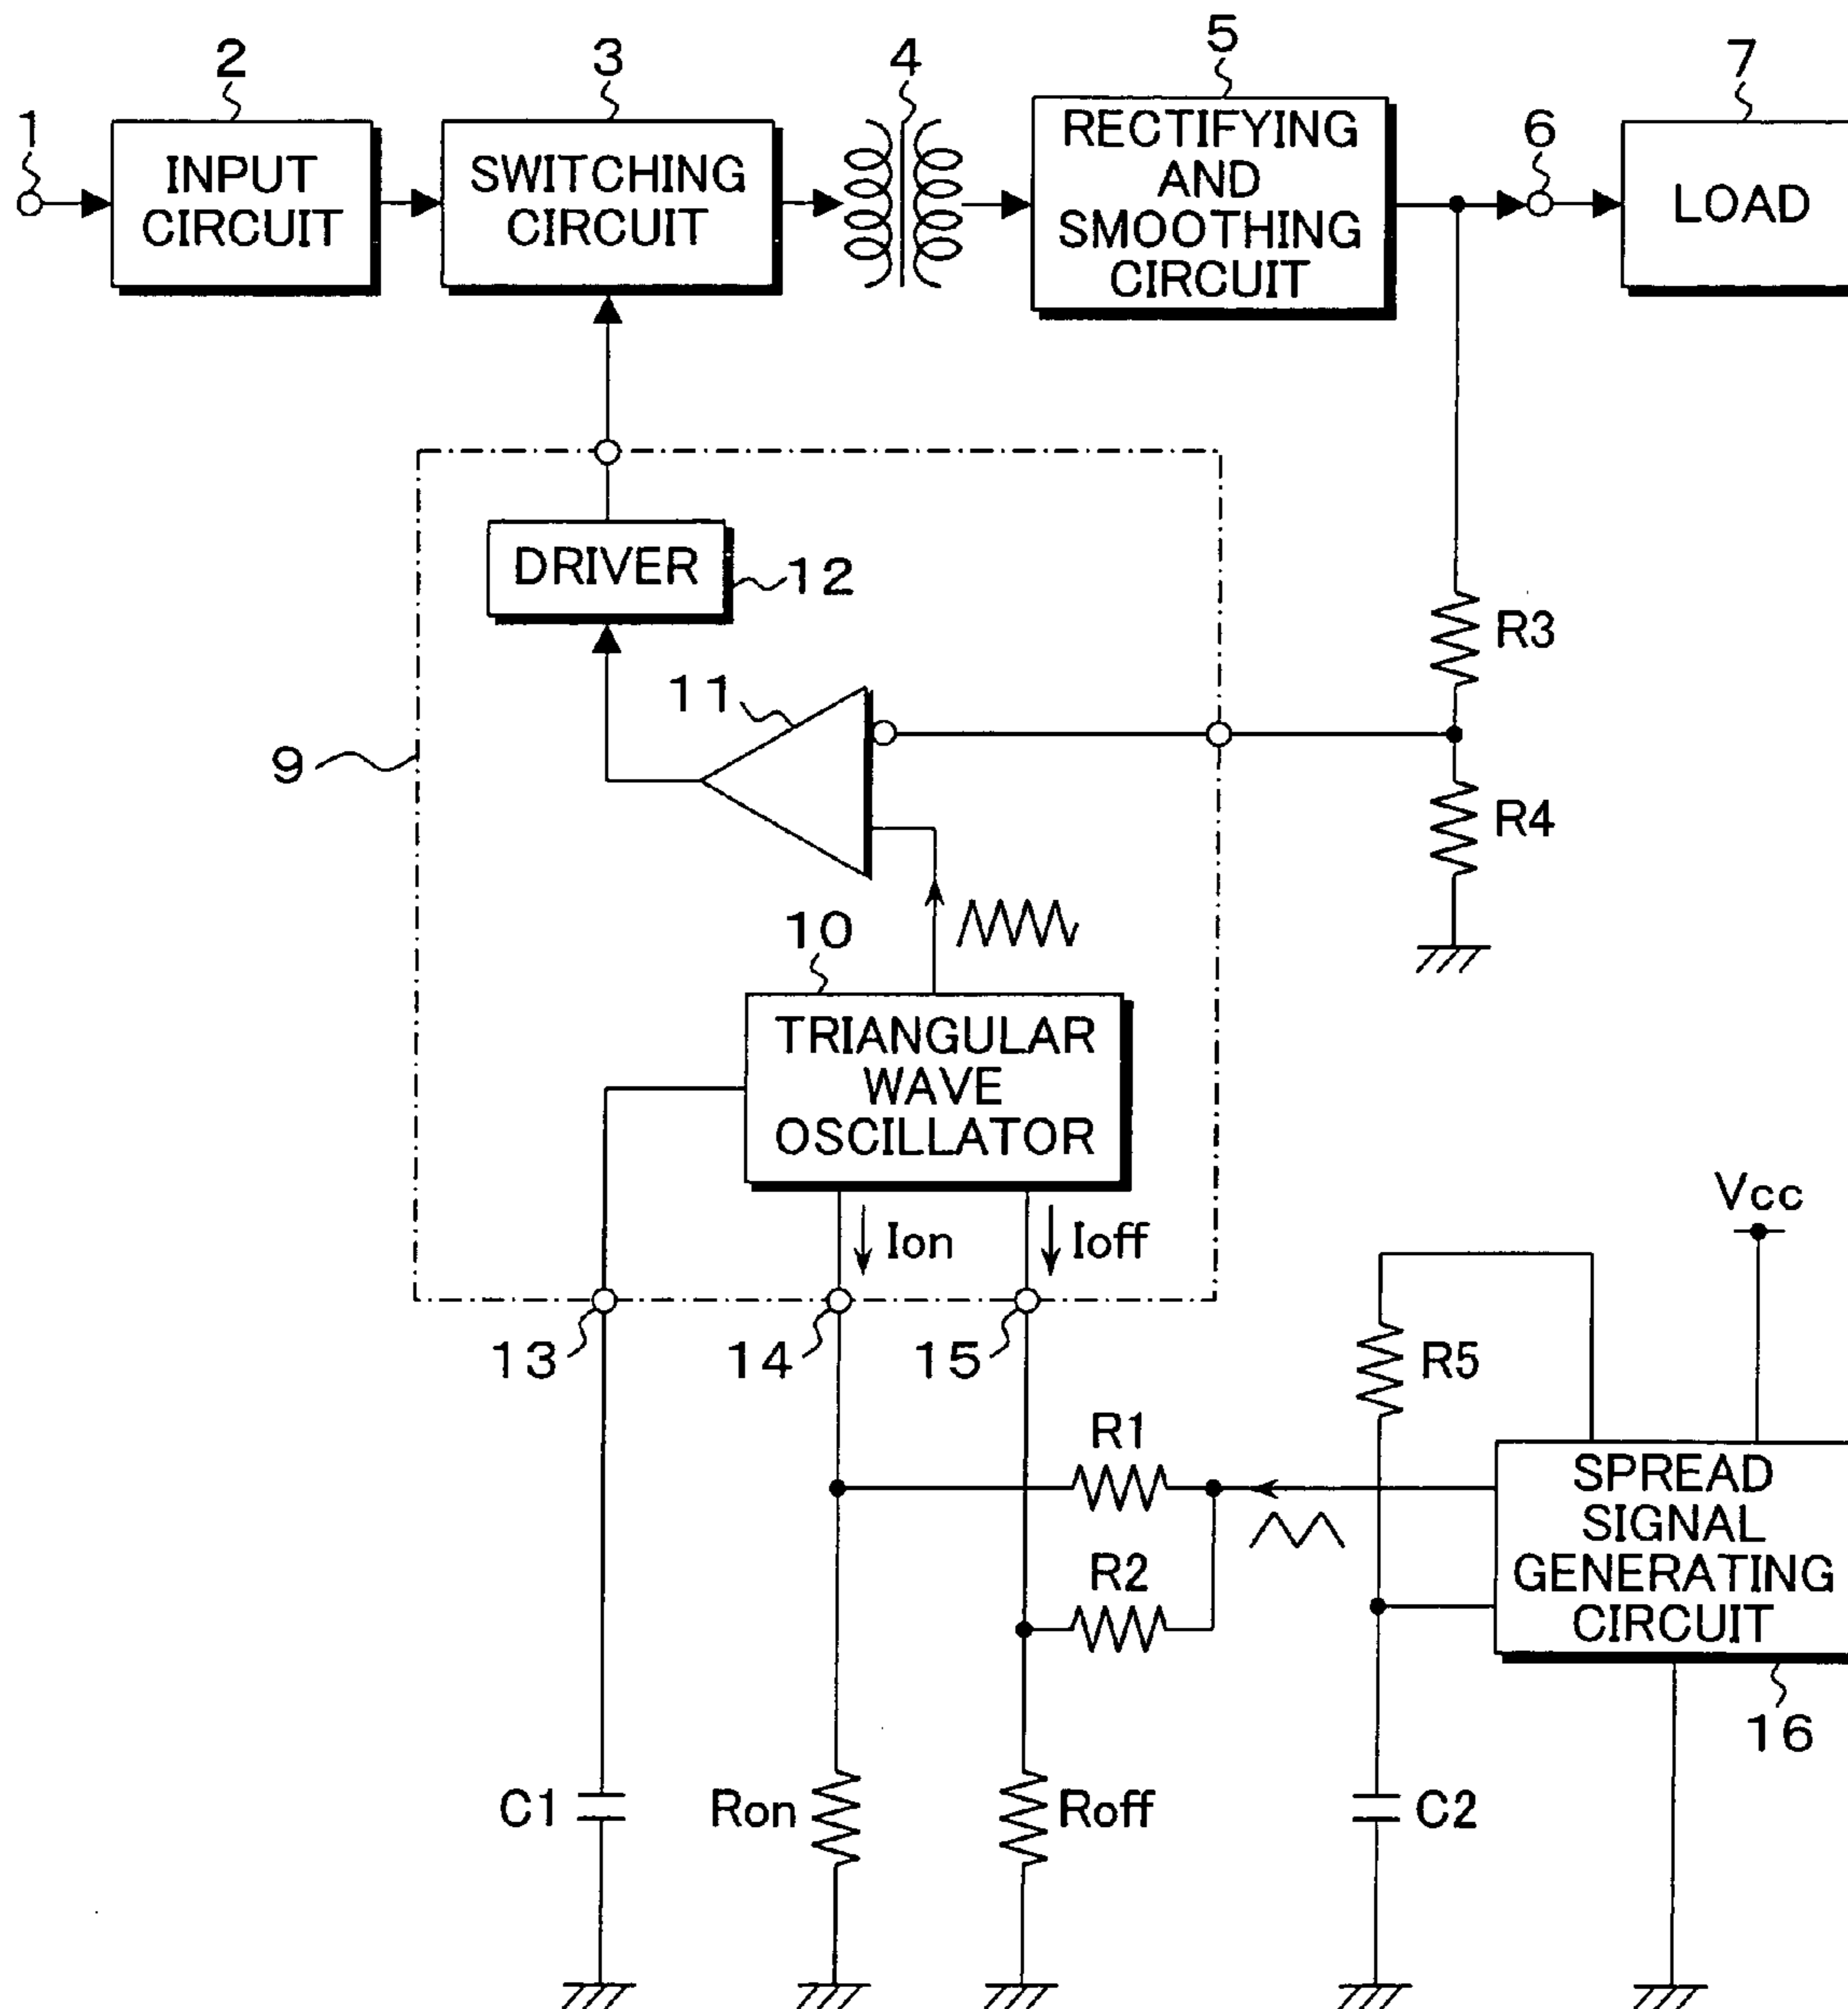 1
2
3
4
5
6
7
INPUT
CIRCUIT
SWITCHING
CIRCUIT
RECTIFYING
AND
SMOOTHING
CIRCUIT
LOAD
DRIVER
12
R3
11
9
R4
10
TRIANGULAR
WAVE
OSCILLATOR
Ion
Ioff
Vcc
13
14
15
R5
R1
R2
SPREAD
SIGNAL
GENERATING
CIRCUIT
16
C1
Ron
Roff
C2